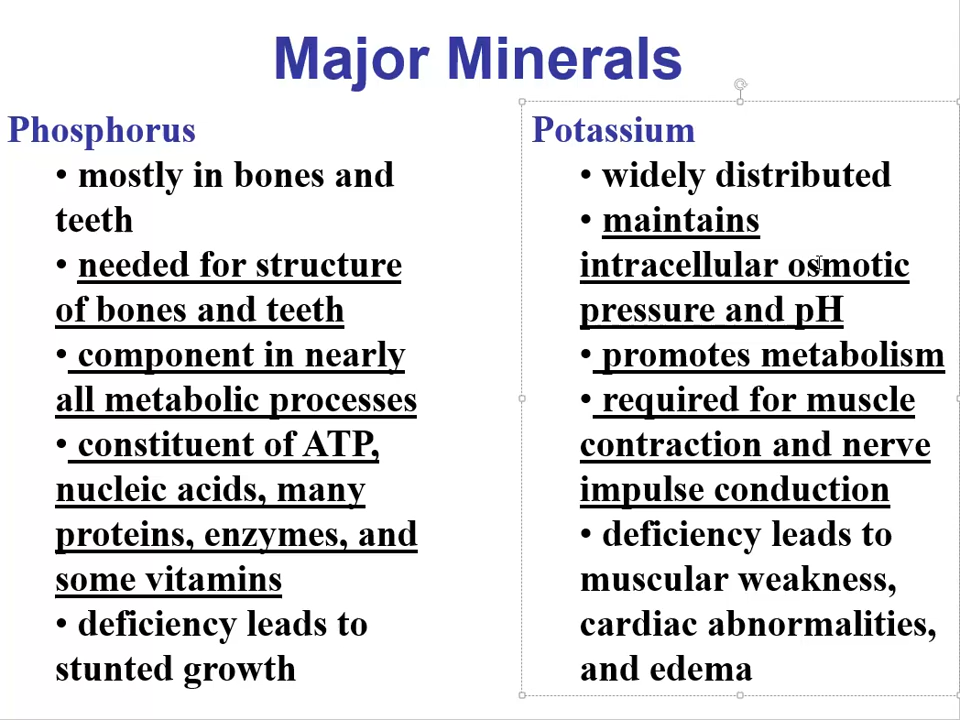 Major Minerals
Phosphorus
• mostly in bones and
teeth
• needed for structure
of bones and teeth
• component in nearly
all metabolic processes
• constituent of ATP,
nucleic acids, many
proteins, enzymes, and
some vitamins
• deficiency leads to
stunted growth
Potassium
• widely distributed
• maintains
intracellular osmotic
pressure and pH
• promotes metabolism
• required for muscle
contraction and nerve
impulse conduction
• deficiency leads to
muscular weakness,
cardiac abnormalities,
and edema